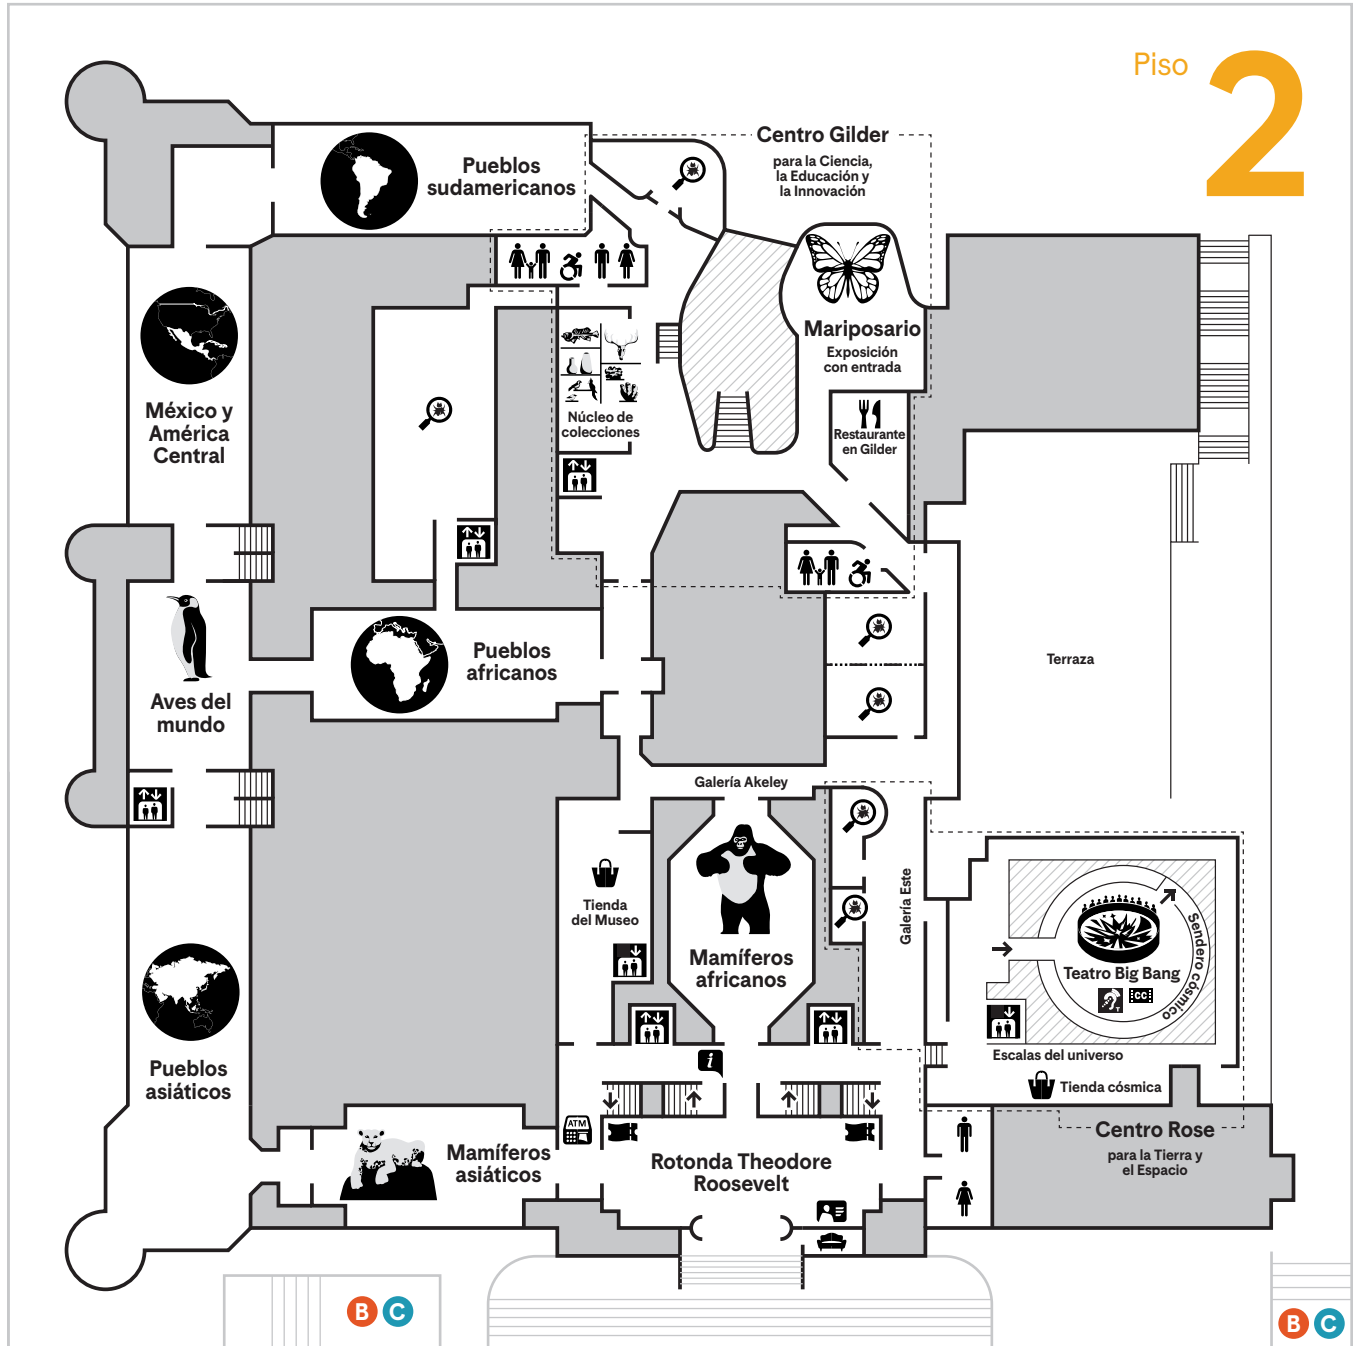 Piso
2
Centro Gilder
para la Ciencia,
la Educación y
la Innovación
Pueblos
sudamericanos
Mariposario
Exposición
con entrada
México y
América
Central
Núcleo de
colecciones
Restaurante
en Gilder
Pueblos
africanos
Terraza
Aves del
mundo
Galería Akeley
Tienda
del Museo
Galería Este
Mamíferos
africanos
Teatro Big Bang
Sendero cósmico
T
CC
Escalas del universo
Tienda cósmica
Pueblos
asiáticos
i
ATM
Mamíferos
asiáticos
Rotonda Theodore
Roosevelt
Centro Rose
para la Tierra y
el Espacio
B C
B C